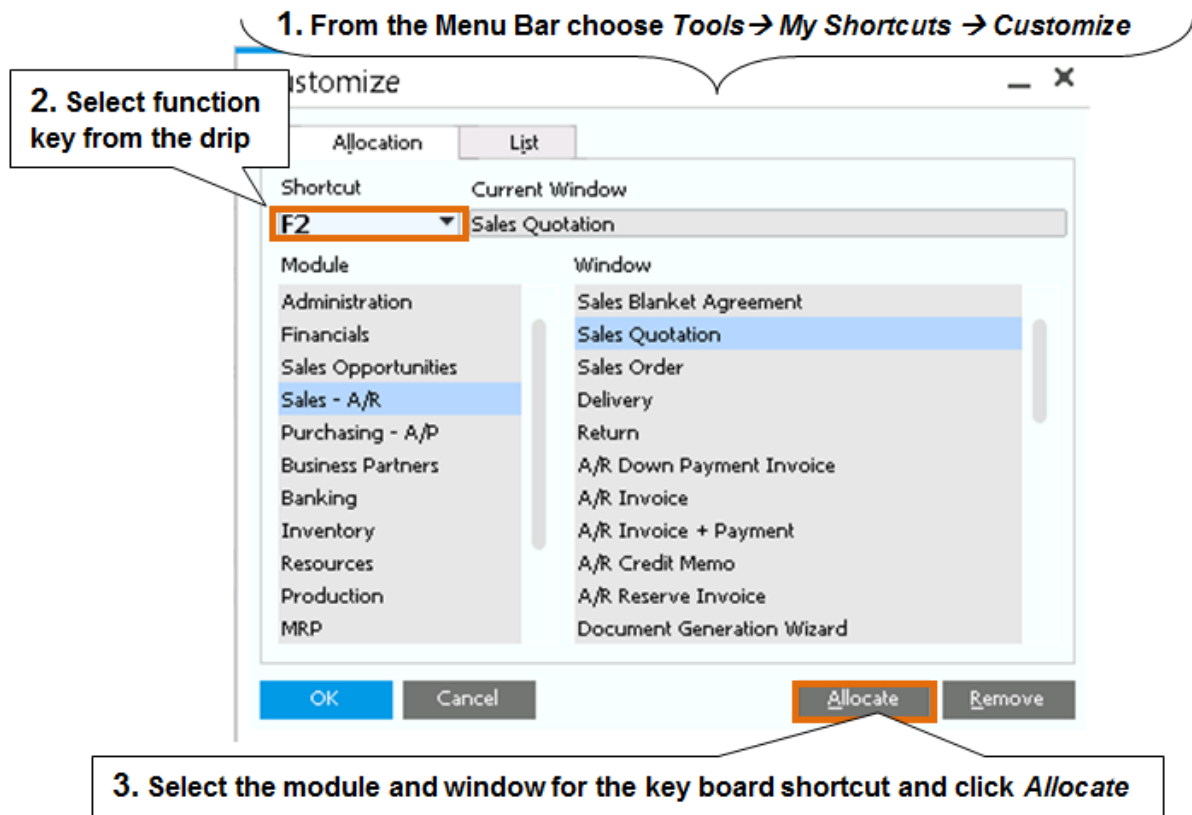 1. From the Menu Bar choose Tools→ My Shortcuts → Customize
ustomize
2. Select function
key from the drip
Allocation
List
Shortcut
Current Window
F2
Sales Quotation
Module
Window
Administration
Sales Blanket Agreement
Financials
Sales Quotation
Sales Opportunities
Sales Order
Sales - A/R
Delivery
Purchasing - A/P
Return
Business Partners
A/R Down Payment Invoice
Banking
A/R Invoice
Inventory
A/R Invoice + Payment
Resources
A/R Credit Memo
Production
A/R Reserve Invoice
MRP
Document Generation Wizard
OK
Cancel
Allocate
Remove
3. Select the module and window for the key board shortcut and click Allocate